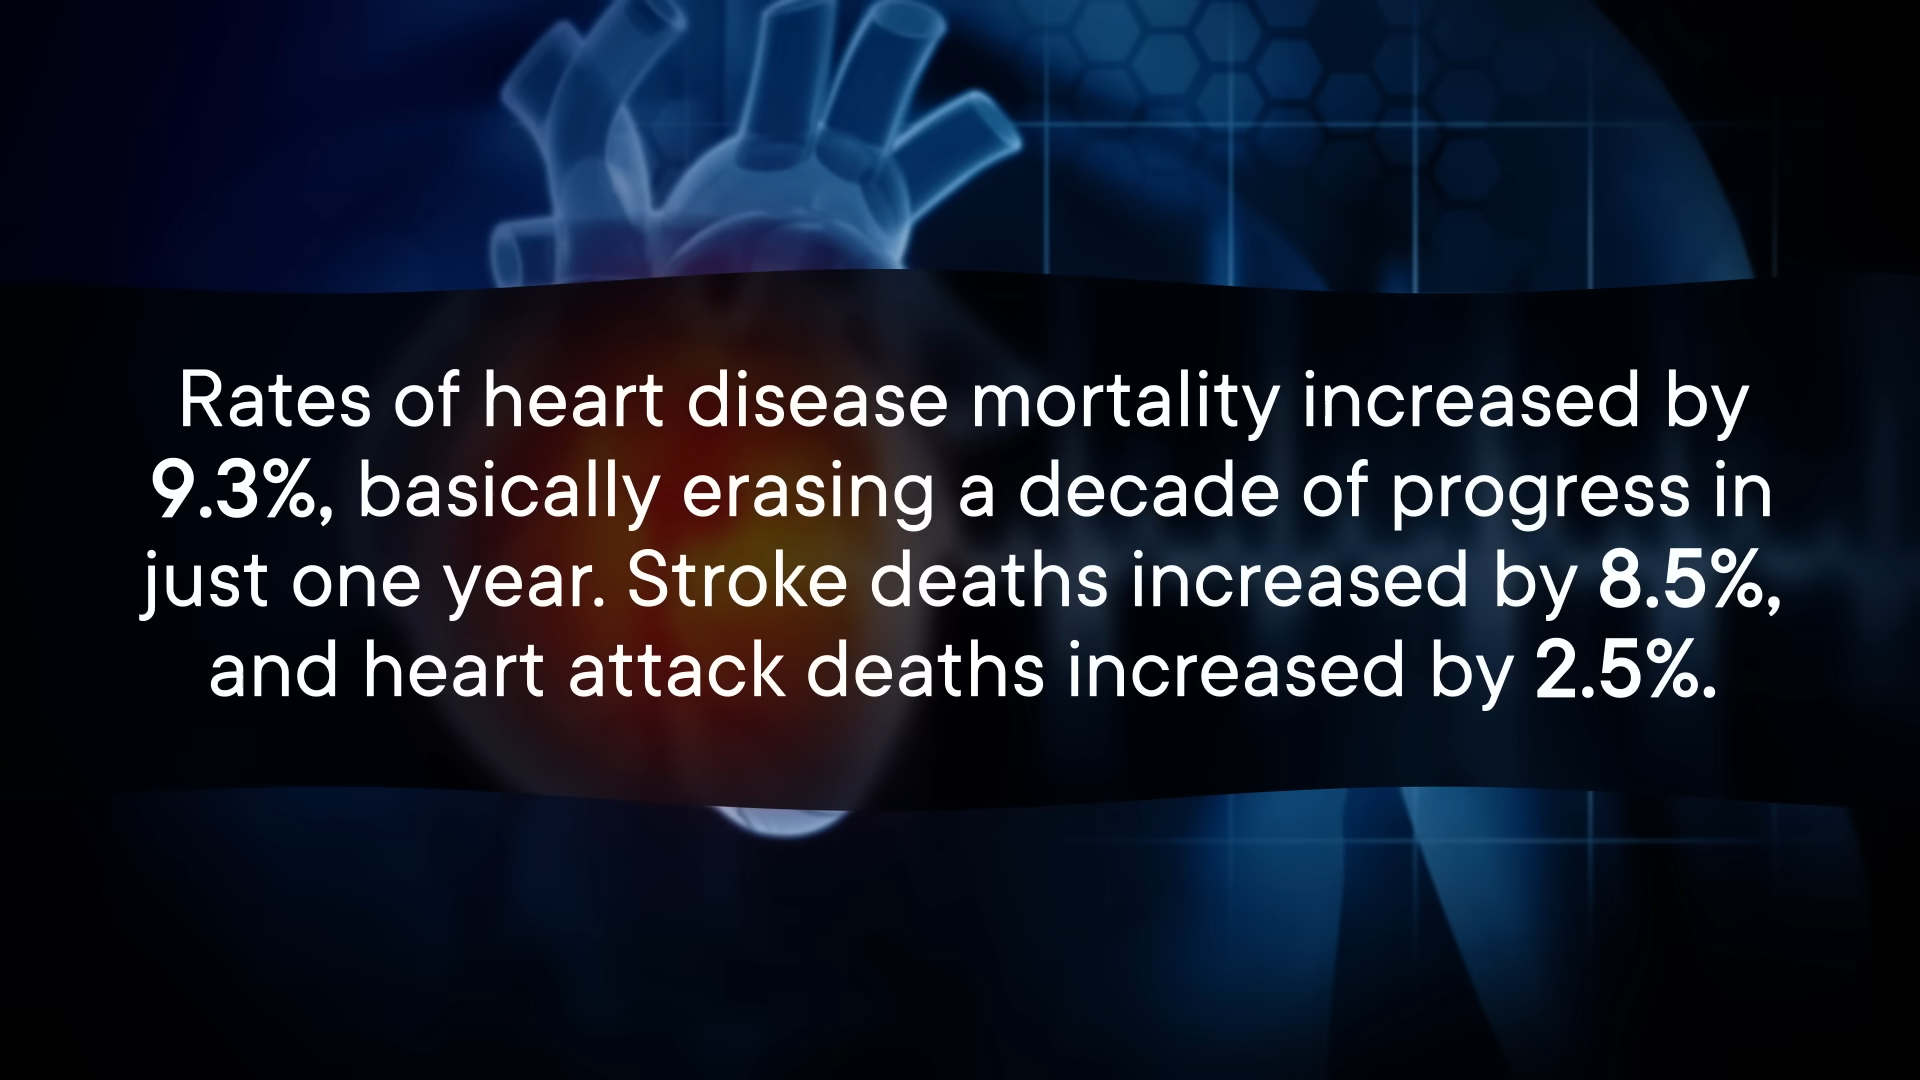 Rates of heart disease mortality increased by
9.3%, basically erasing a decade of progress in
just one year. Stroke deaths increased by 8.5%,
and heart attack deaths increased by 2.5%.